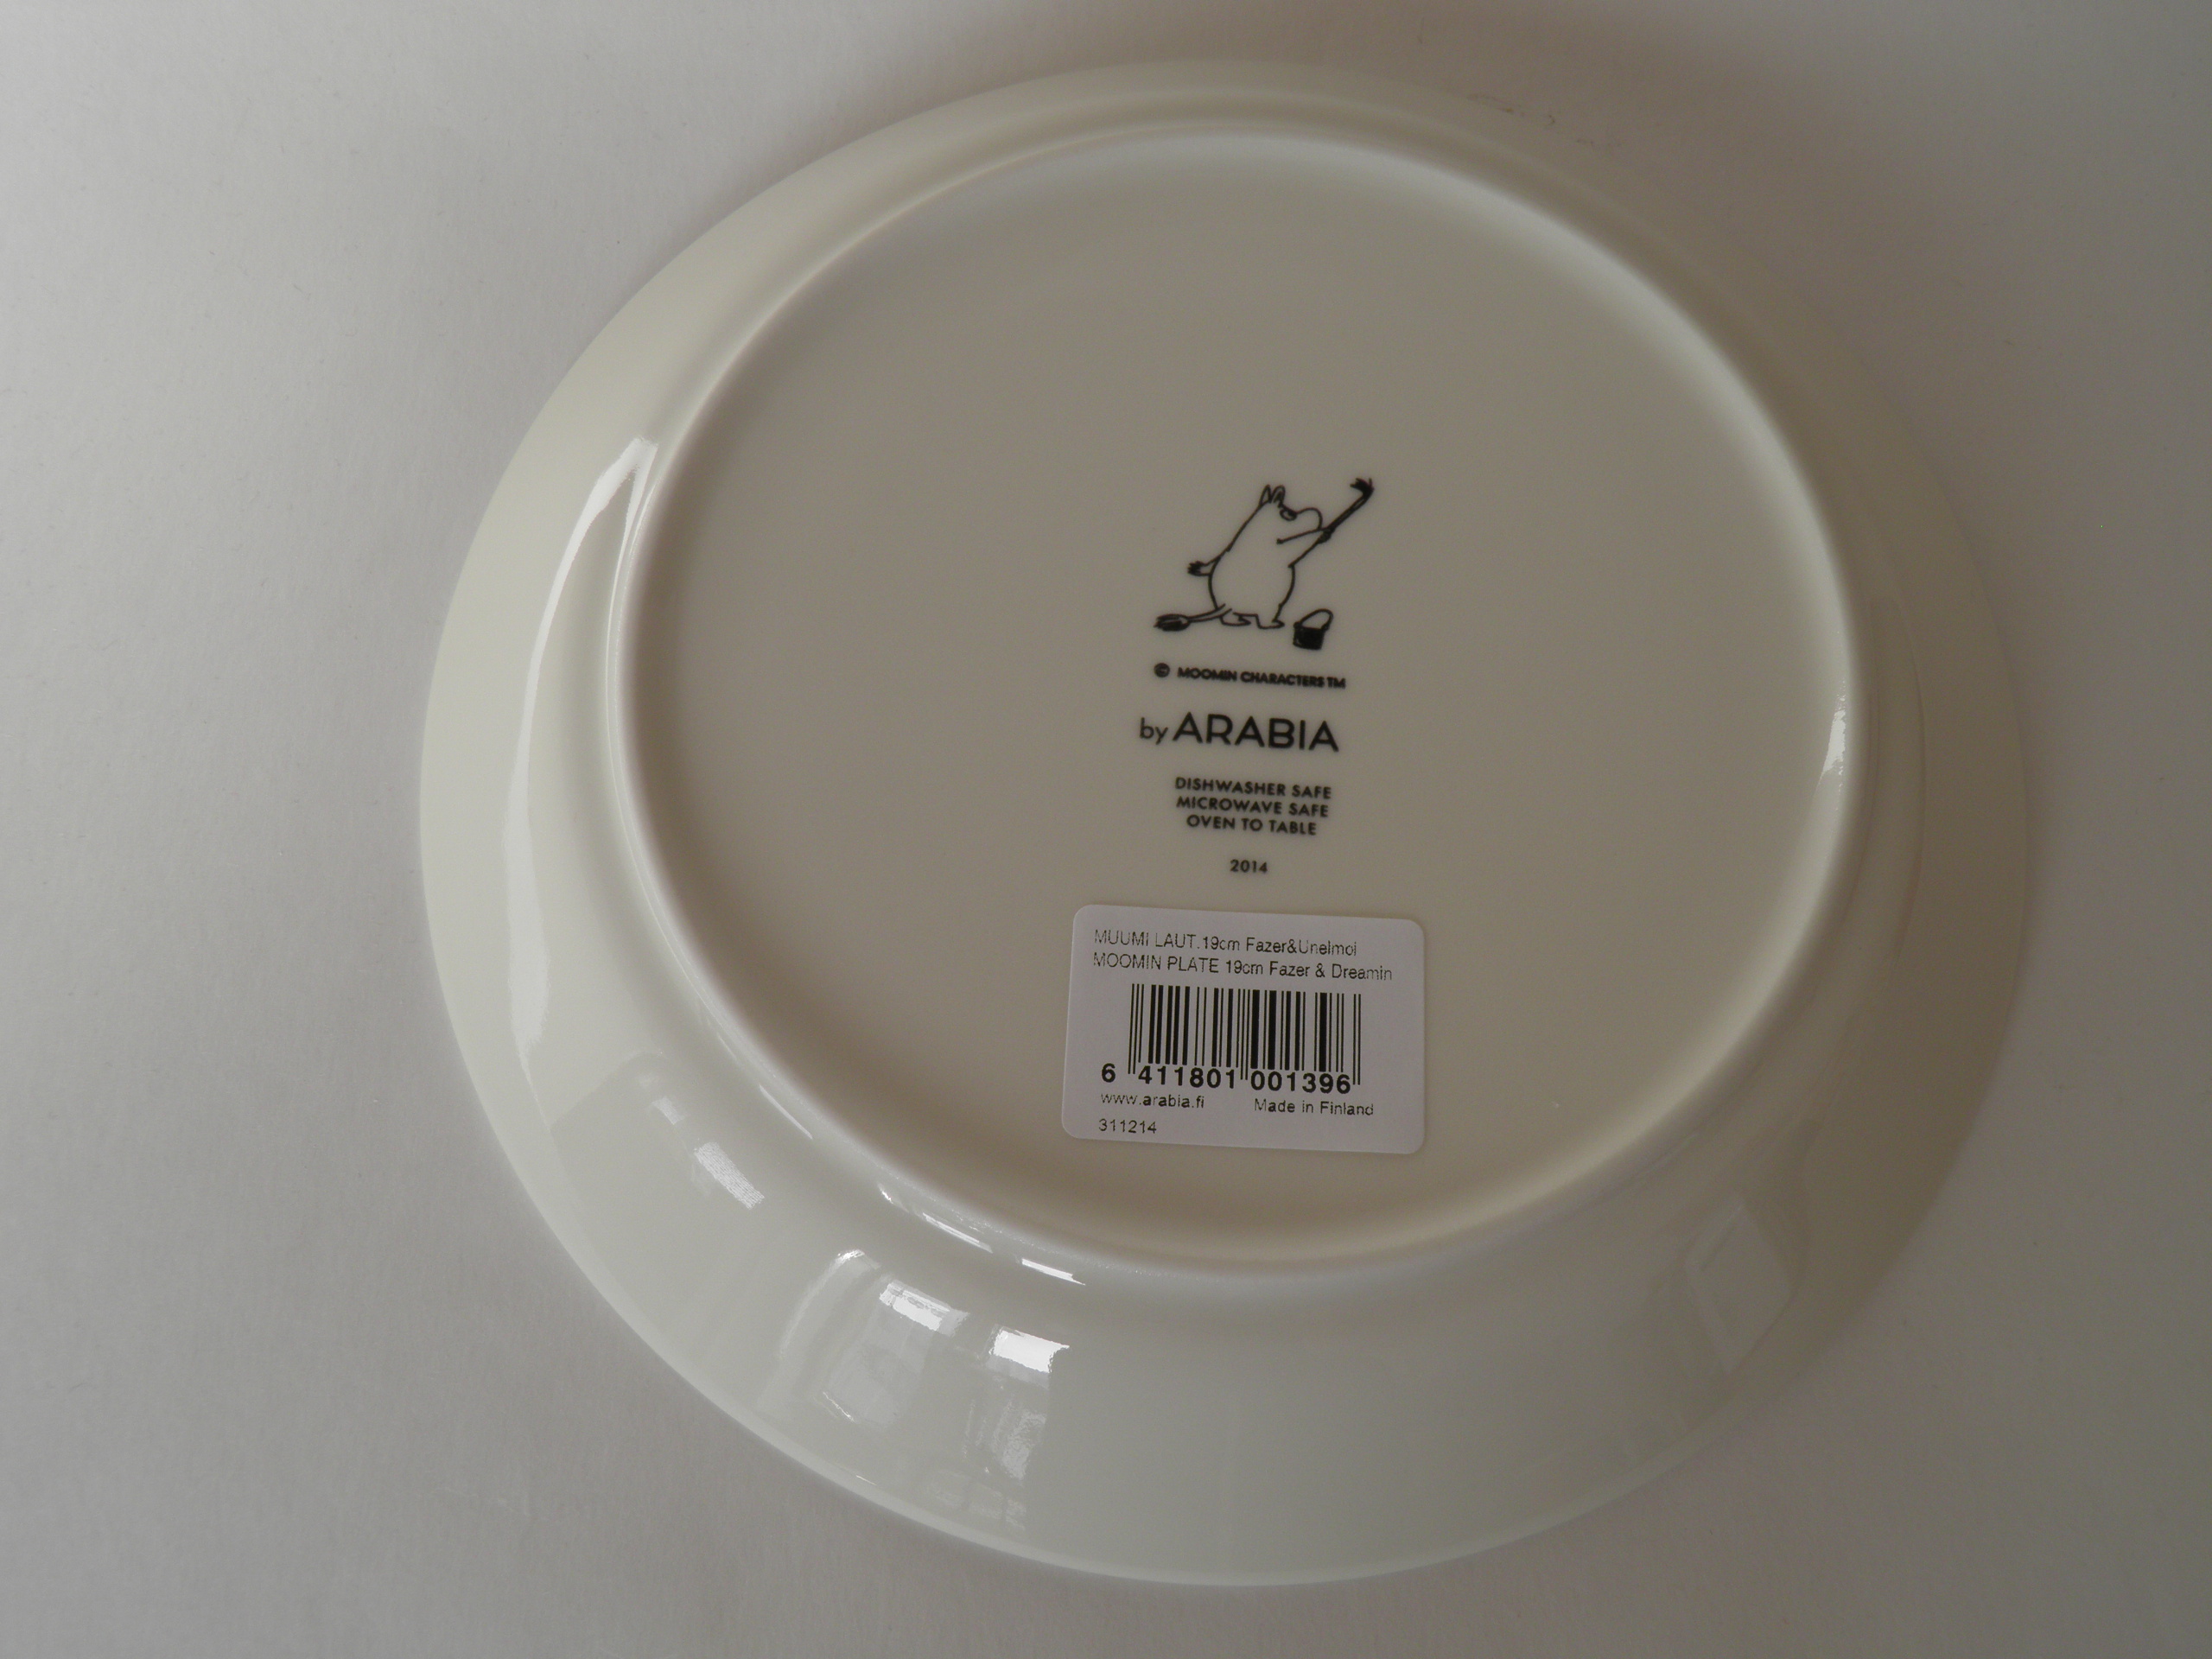 © MOOMIN CHARACTERS TM
by ARABIA
DISHWASHER SAFE
MICROWAVE SAFE
OVEN TO TABLE
2014
MUUMI LAUT.19cm Fazer&Unelmoi
MOOMIN PLATE 19cm Fazer & Dreamin
6 411801 001396
www.arabia.fi Made in Finland
311214